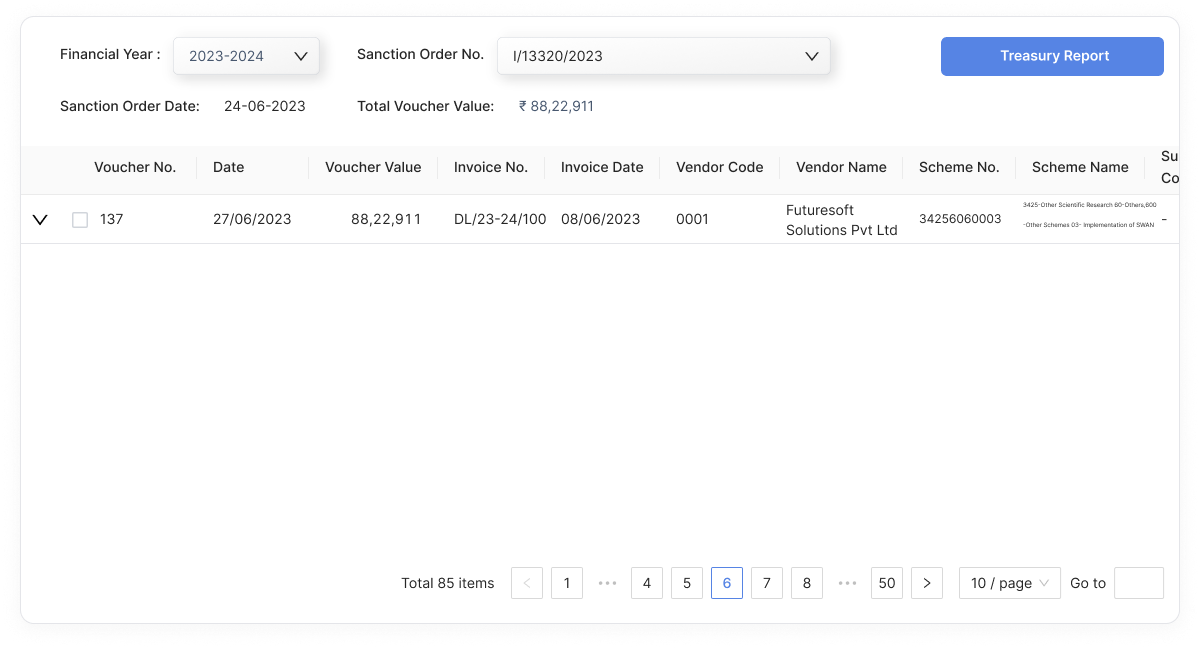 Financial Year : 2023-2024 Sanction Order No. I/13320/2023 Treasury Report
Sanction Order Date: 24-06-2023 Total Voucher Value: ₹ 88,22,911
Voucher No. Date Voucher Value Invoice No. Invoice Date Vendor Code Vendor Name Scheme No. Scheme Name Su
Co
137 27/06/2023 88,22,911 DL/23-24/100 08/06/2023 0001 Futuresoft 34256060003 3425-Other Scientific Research 60-Others,600 -
Solutions Pvt Ltd -Other Schemes 03- Implementation of SWAN
Total 85 items < 1 ••• 4 5 6 7 8 ••• 50 > 10 / page Go to